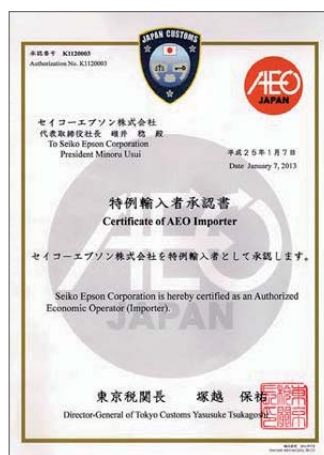 JAPAN CUSTOMS
承認番号 K1120003
Authorization No. K1120003
AEO
JAPAN
セイコーエプソン株式会社
代表取締役社長 碓井 稔 殿
To Seiko Epson Corporation
President Minoru Usui
平成25年1月7日
Date January 7, 2013
特例輸入者承認書
Certificate of AEO Importer
セイコーエプソン株式会社を特例輸入者として承認します。
Seiko Epson Corporation is hereby certified as an Authorized
Economic Operator (Importer).
AEO
JAPAN
東京税関長 塚越 保祐
Director-General of Tokyo Customs Yasusuke Tsukagoshi